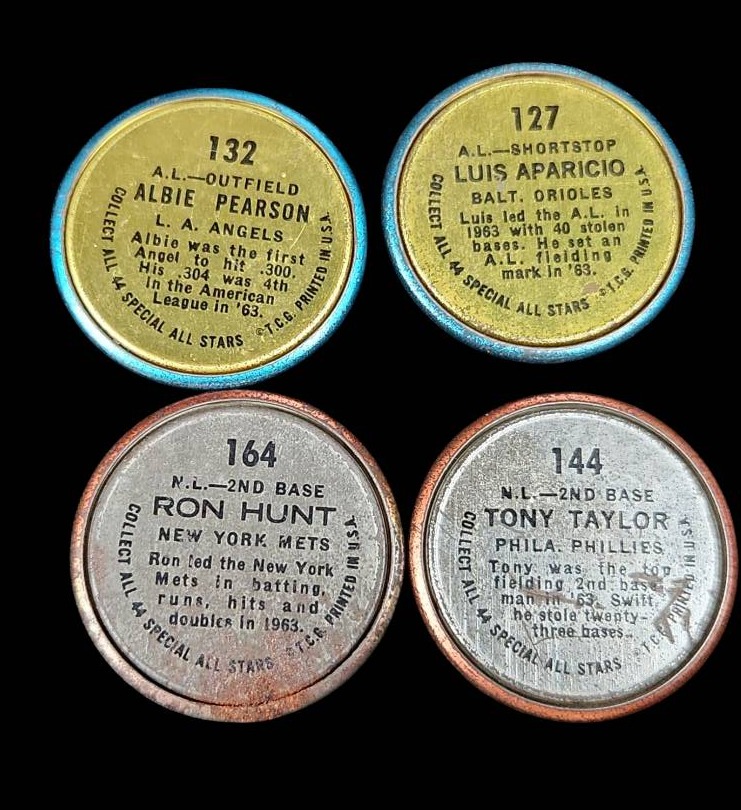 132
A.L.—OUTFIELD
ALBIE PEARSON
L. A. ANGELS
Albie was the first
Angel to hit .300.
His .304 was 4th
in the American
League in '63.
COLLECT ALL 44 SPECIAL ALL STARS ©T.C.G. PRINTED IN U.S.A.
127
A.L.—SHORTSTOP
LUIS APARICIO
BALT. ORIOLES
Luis led the A.L. in
1963 with 40 stolen
bases. He set an
A.L. fielding
mark in '63.
COLLECT ALL 44 SPECIAL ALL STARS ©T.C.G. PRINTED IN U.S.A.
164
N.L.—2ND BASE
RON HUNT
NEW YORK METS
Ron led the New York
Mets in batting,
runs, hits and
doubles in 1963.
COLLECT ALL 44 SPECIAL ALL STARS ©T.C.G. PRINTED IN U.S.A.
144
N.L.—2ND BASE
TONY TAYLOR
PHILA. PHILLIES
Tony was the top
fielding 2nd base
man in '63. Swift,
he stole twenty-
three bases.
COLLECT ALL 44 SPECIAL ALL STARS ©T.C.G. PRINTED IN U.S.A.